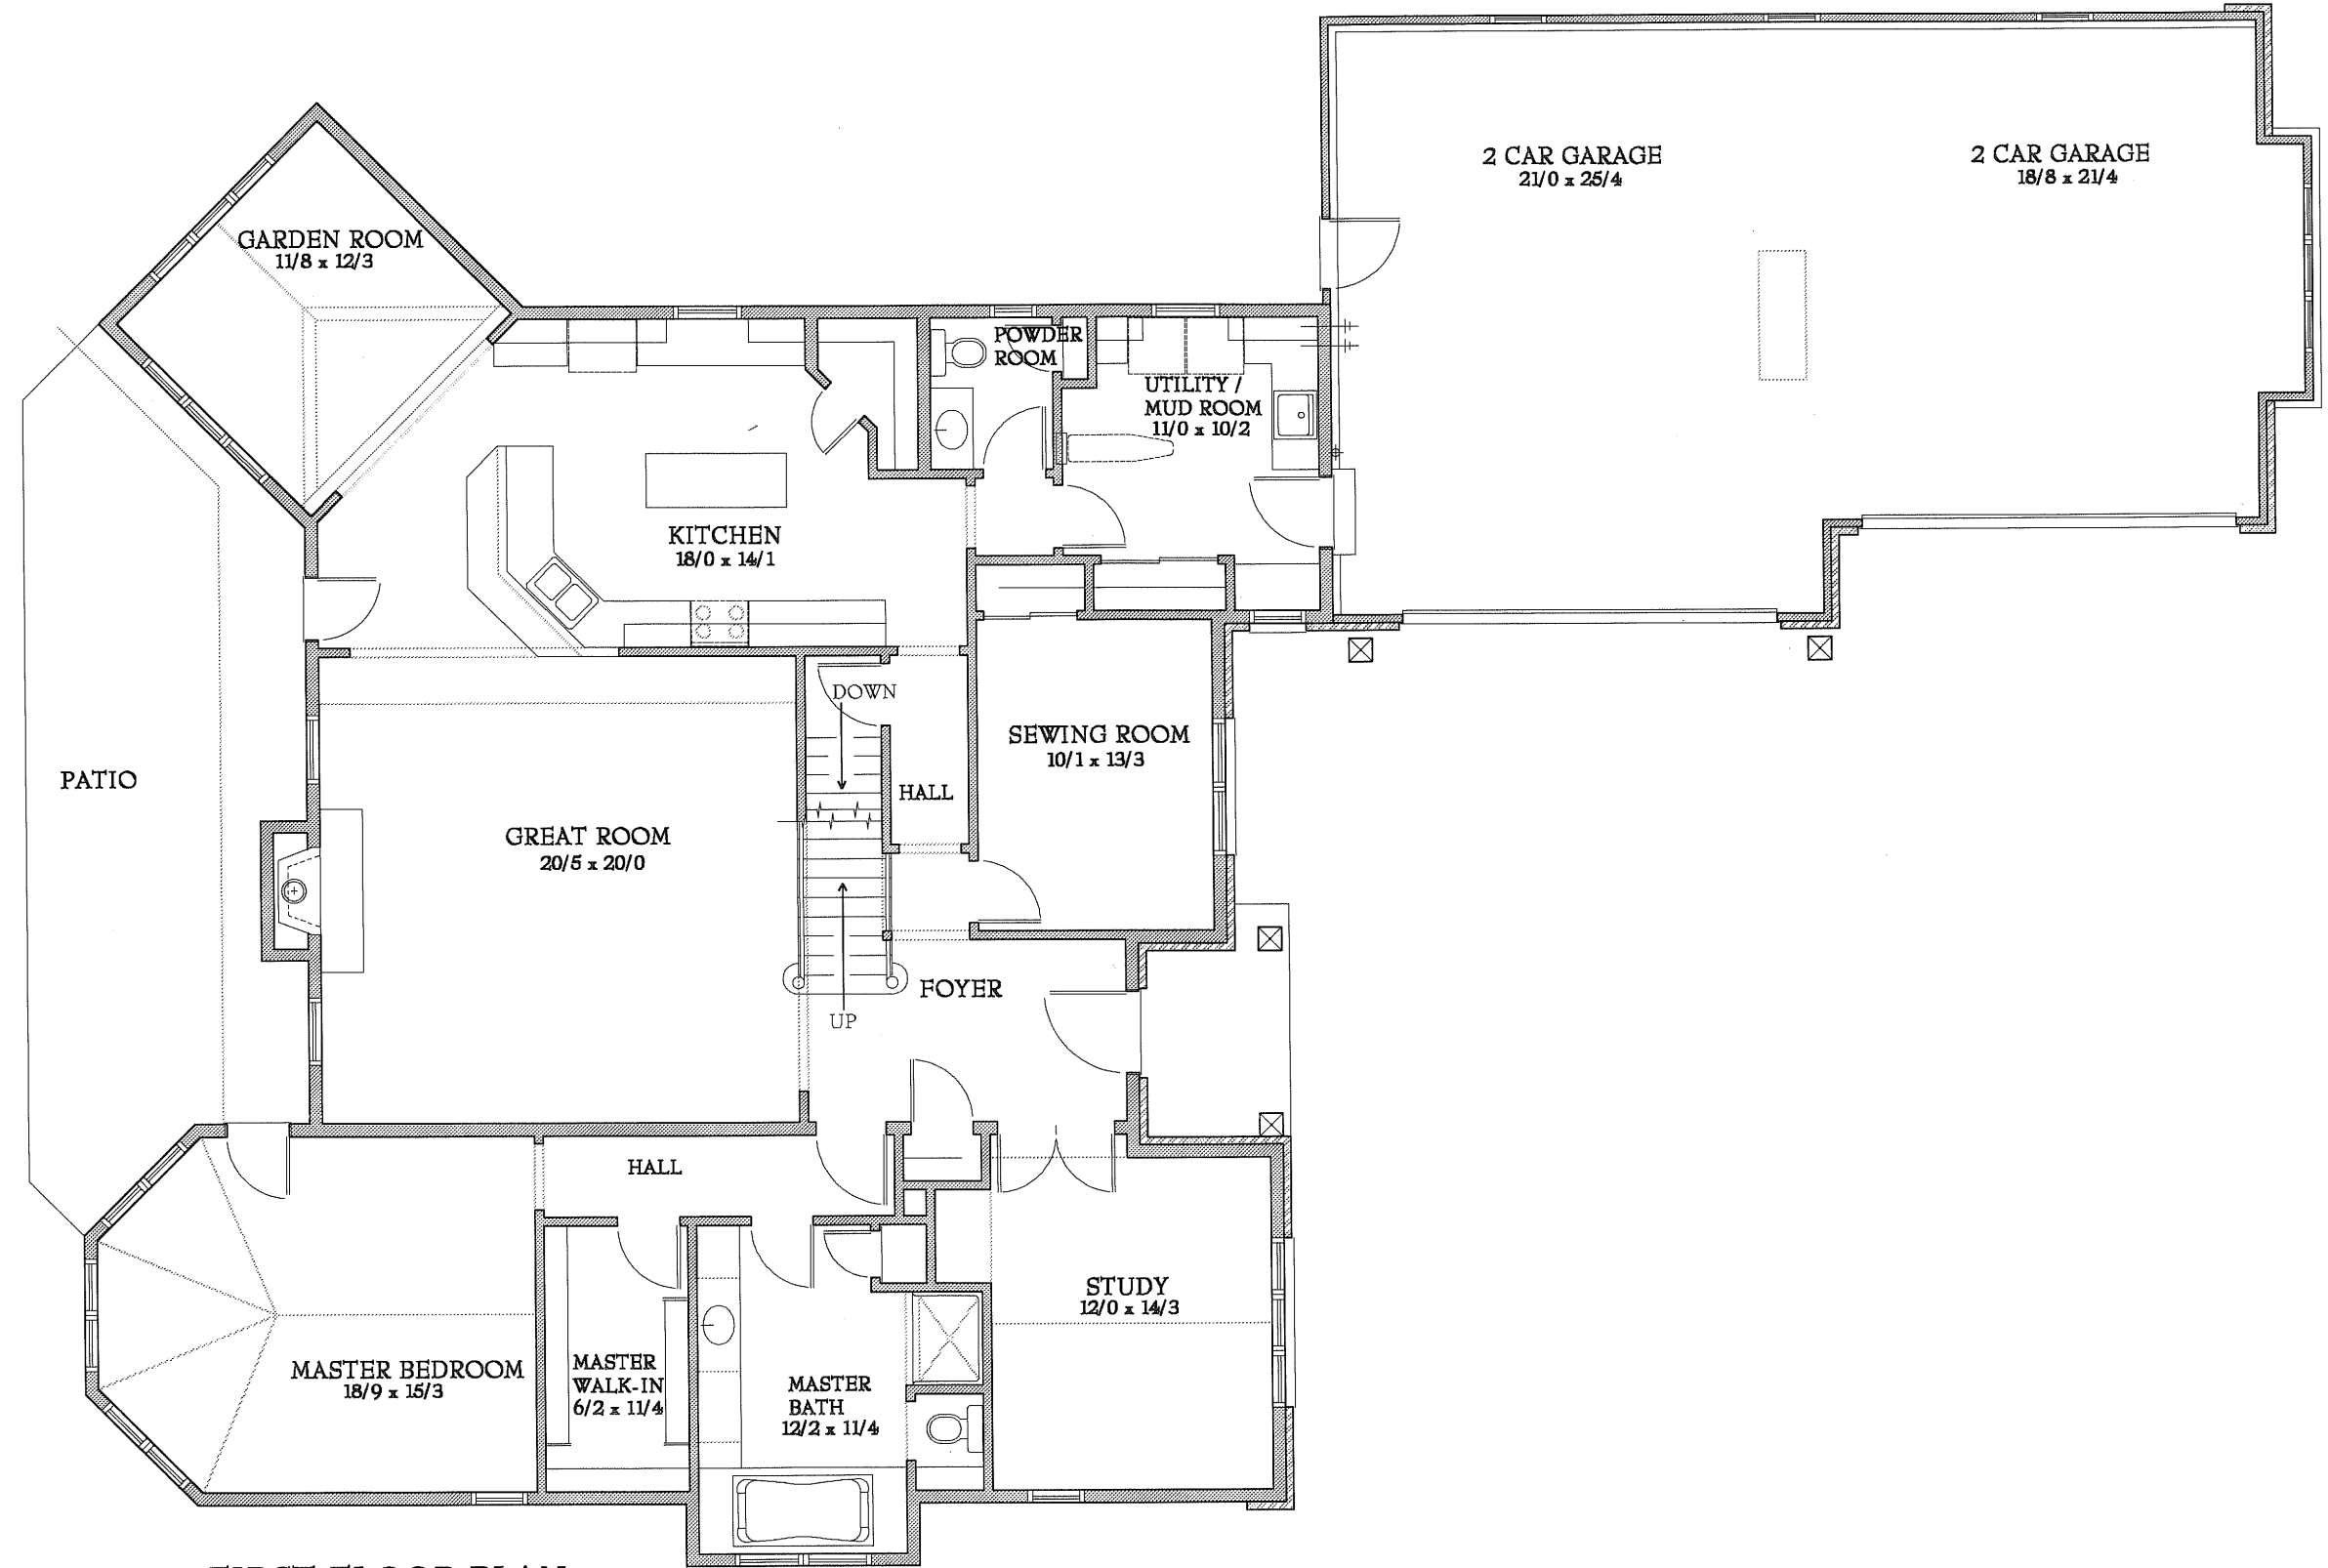 2 CAR GARAGE
21/0 x 25/4
2 CAR GARAGE
18/8 x 21/4
GARDEN ROOM
11/8 x 12/3
POWDER
ROOM
UTILITY /
MUD ROOM
11/0 x 10/2
KITCHEN
18/0 x 14/1
DOWN
SEWING ROOM
10/1 x 13/3
PATIO
HALL
GREAT ROOM
20/5 x 20/0
FOYER
UP
HALL
STUDY
12/0 x 14/3
MASTER BEDROOM
18/9 x 15/3
MASTER
WALK-IN
6/2 x 11/4
MASTER
BATH
12/2 x 11/4
FIRST FLOOR PLAN